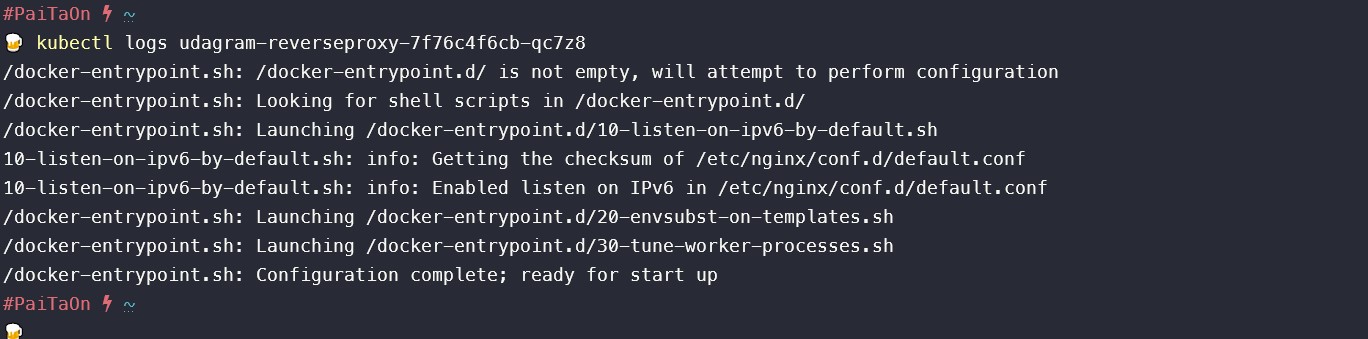 #PaiTaOn ⚡ ~
🍺 kubectl logs udagram-reverseproxy-7f76c4f6cb-qc7z8
/docker-entrypoint.sh: /docker-entrypoint.d/ is not empty, will attempt to perform configuration
/docker-entrypoint.sh: Looking for shell scripts in /docker-entrypoint.d/
/docker-entrypoint.sh: Launching /docker-entrypoint.d/10-listen-on-ipv6-by-default.sh
10-listen-on-ipv6-by-default.sh: info: Getting the checksum of /etc/nginx/conf.d/default.conf
10-listen-on-ipv6-by-default.sh: info: Enabled listen on IPv6 in /etc/nginx/conf.d/default.conf
/docker-entrypoint.sh: Launching /docker-entrypoint.d/20-envsubst-on-templates.sh
/docker-entrypoint.sh: Launching /docker-entrypoint.d/30-tune-worker-processes.sh
/docker-entrypoint.sh: Configuration complete; ready for start up
#PaiTaOn ⚡ ~
🍺